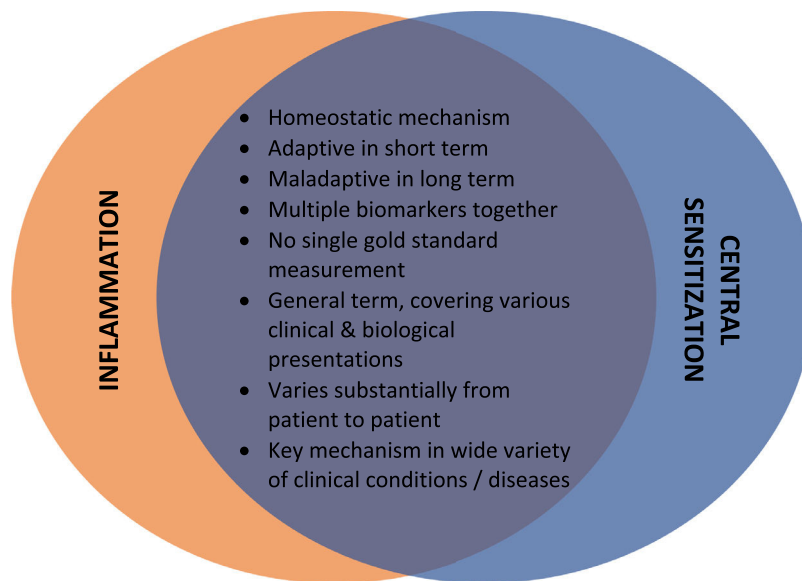 INFLAMMATION
• Homeostatic mechanism
• Adaptive in short term
• Maladaptive in long term
• Multiple biomarkers together
• No single gold standard
measurement
• General term, covering various
clinical & biological
presentations
• Varies substantially from
patient to patient
• Key mechanism in wide variety
of clinical conditions / diseases
CENTRAL
SENSITIZATION